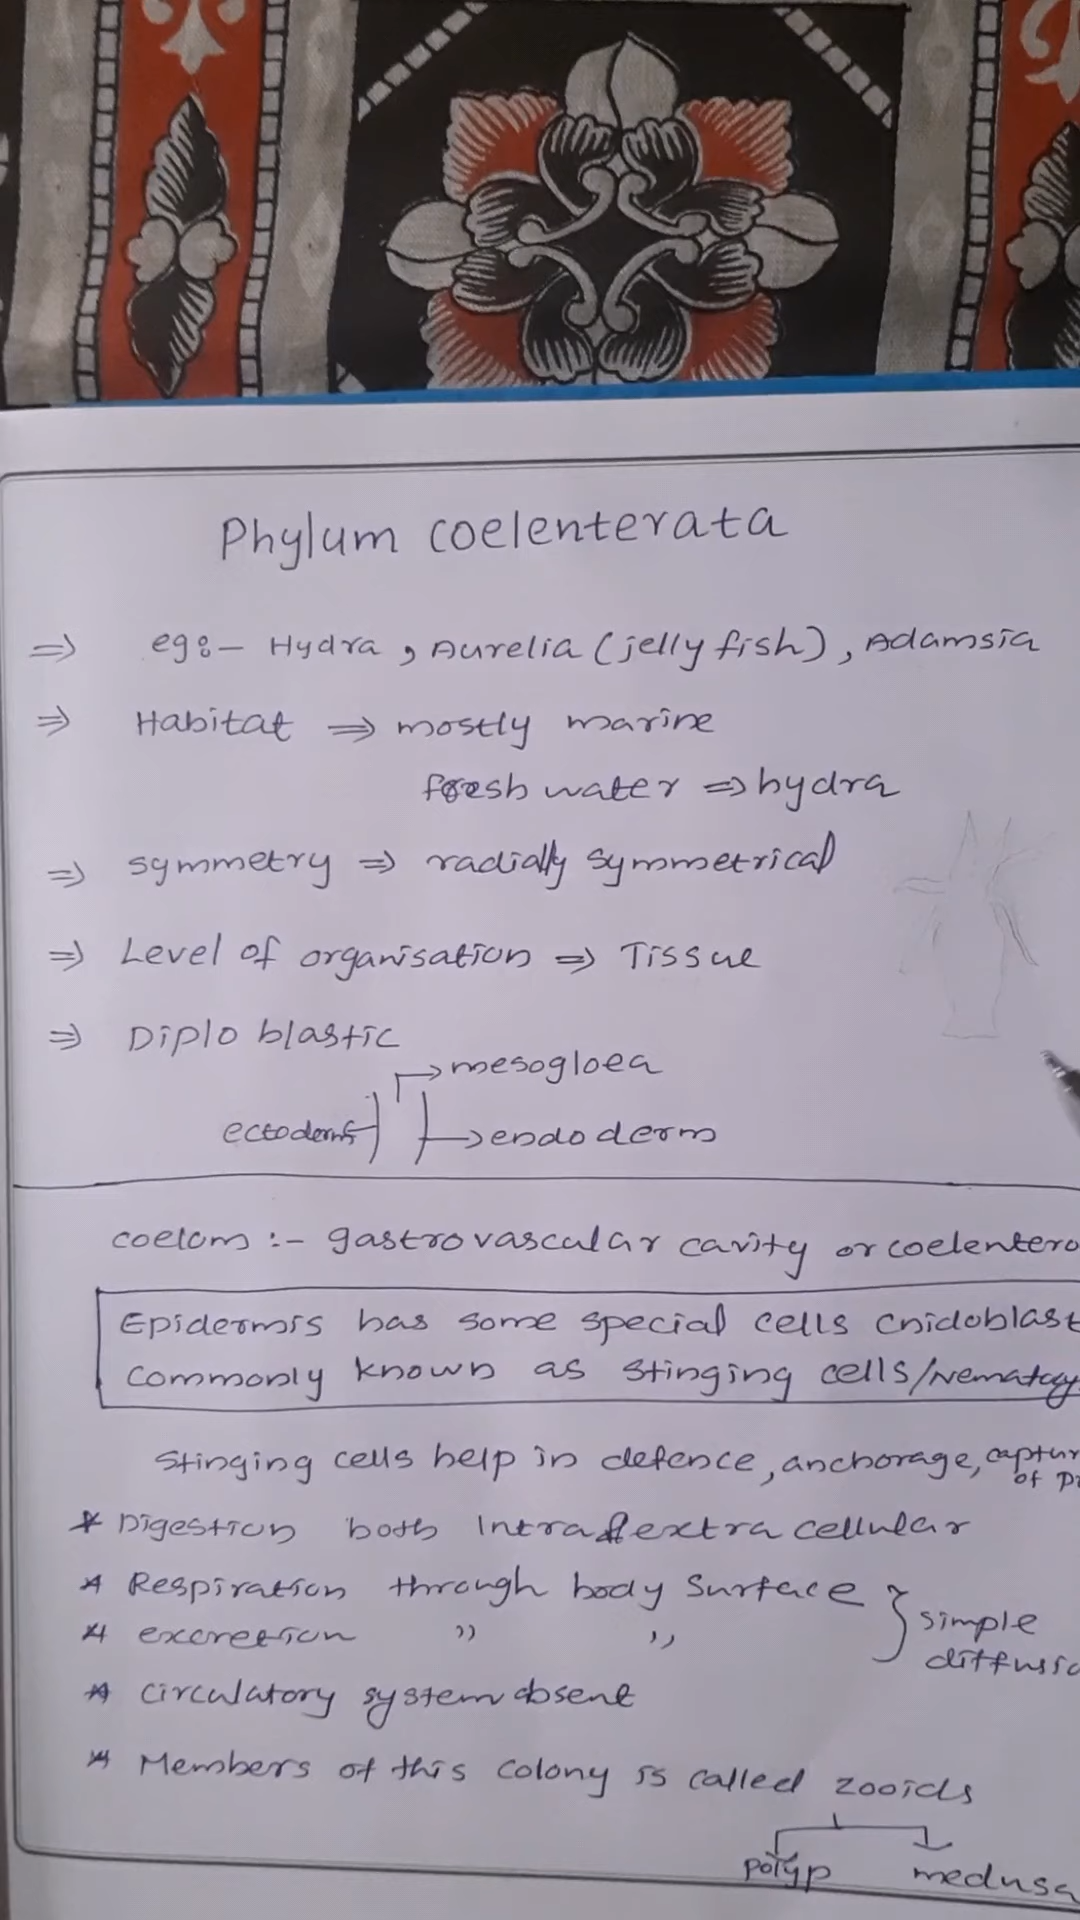 Phylum coelenterata
⇒ eg:- Hydra, Aurelia (jelly fish), Adamsia
⇒ Habitat ⇒ mostly marine
fresh water ⇒ hydra
⇒ symmetry ⇒ radially symmetrical
⇒ Level of organisation ⇒ Tissue
⇒ Diplo blastic
→ mesogloea
ectoderm
→ endoderm
coelom :- gastrovascular cavity or coelentero
Epidermis has some special cells cnidoblast
commonly known as stinging cells/Nematocy
Stinging cells help in defence, anchorage, captur
of pr
* Digestion both Intra & extra cellular
* Respiration through body surface } simple
* excretion ,, ,, diffusio
* circulatory system absent
* Members of this colony is called zooids
polyp medusa